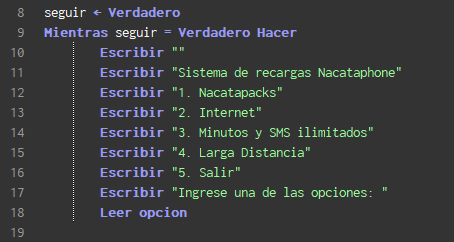 8 seguir ← Verdadero
9 Mientras seguir = Verdadero Hacer
10 Escribir ""
11 Escribir "Sistema de recargas Nacataphone"
12 Escribir "1. Nacatapacks"
13 Escribir "2. Internet"
14 Escribir "3. Minutos y SMS ilimitados"
15 Escribir "4. Larga Distancia"
16 Escribir "5. Salir"
17 Escribir "Ingrese una de las opciones: "
18 Leer opcion
19